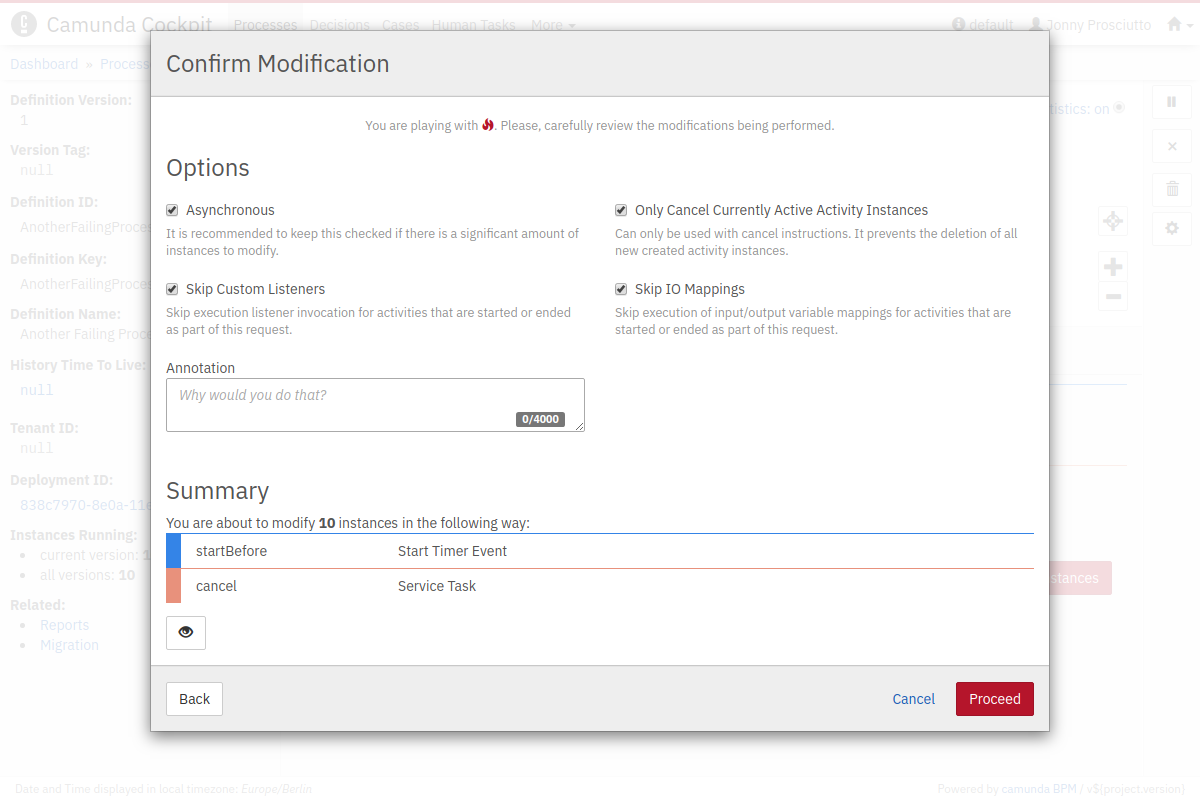 Camunda Cockpit Processes Decisions Cases Human Tasks More default Jonny Prosciutto
Dashboard » Process
Confirm Modification
You are playing with . Please, carefully review the modifications being performed.
Definition Version:
1
Version Tag:
null
Definition ID:
AnotherFailingProces
Definition Key:
AnotherFailingProces
Definition Name:
Another Failing Proce
History Time To Live:
null
Tenant ID:
null
Deployment ID:
838c7970-8e0a-11e
Instances Running:
current version: 1
all versions: 10
Related:
Reports
Migration
Options
Asynchronous
It is recommended to keep this checked if there is a significant amount of
instances to modify.
Only Cancel Currently Active Activity Instances
Can only be used with cancel instructions. It prevents the deletion of all
new created activity instances.
Skip Custom Listeners
Skip execution listener invocation for activities that are started or ended
as part of this request.
Skip IO Mappings
Skip execution of input/output variable mappings for activities that are
started or ended as part of this request.
Annotation
Why would you do that?
0/4000
Summary
You are about to modify 10 instances in the following way:
startBefore Start Timer Event
cancel Service Task
Back Cancel Proceed
tistics: on
stances
Date and Time displayed in local timezone: Europe/Berlin
Powered by camunda BPM / v${project.version}